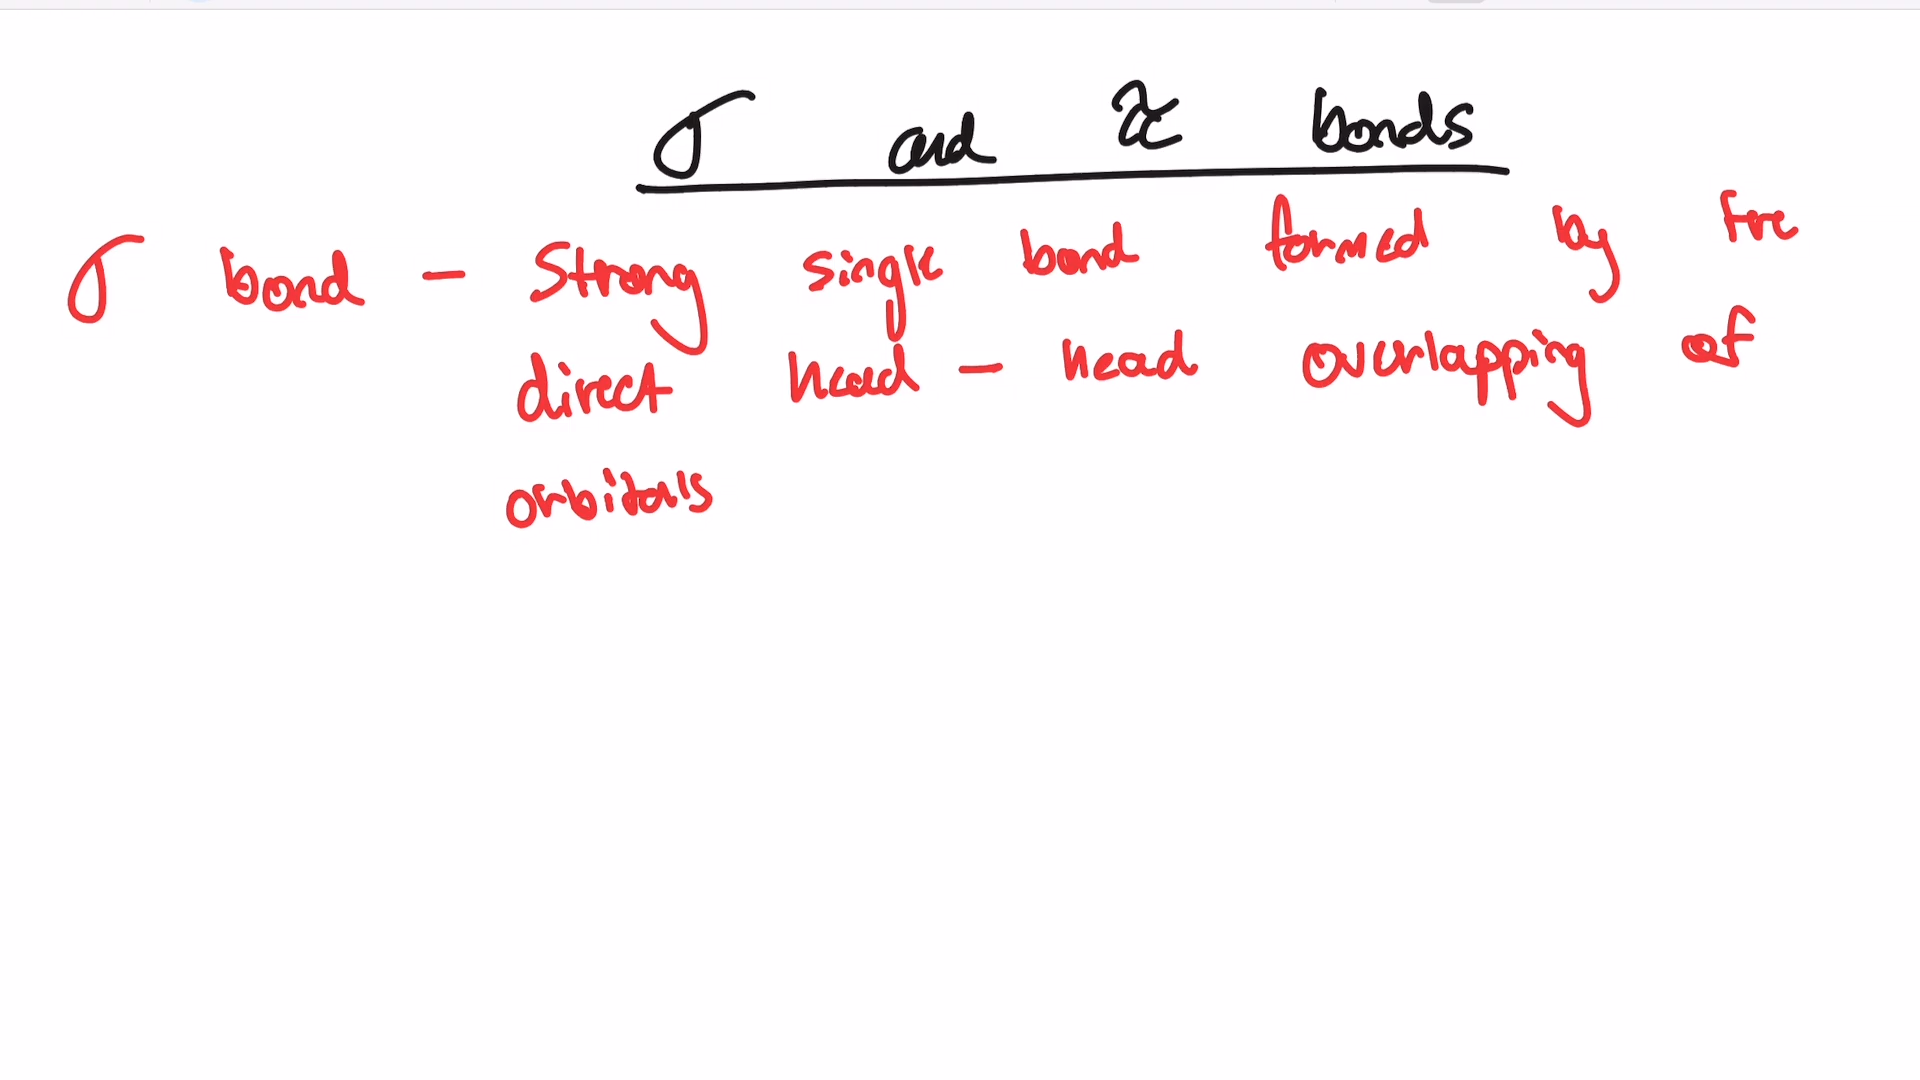 σ and π bonds
σ bond - Strong single bond formed by the
direct head - head overlapping of
orbitals